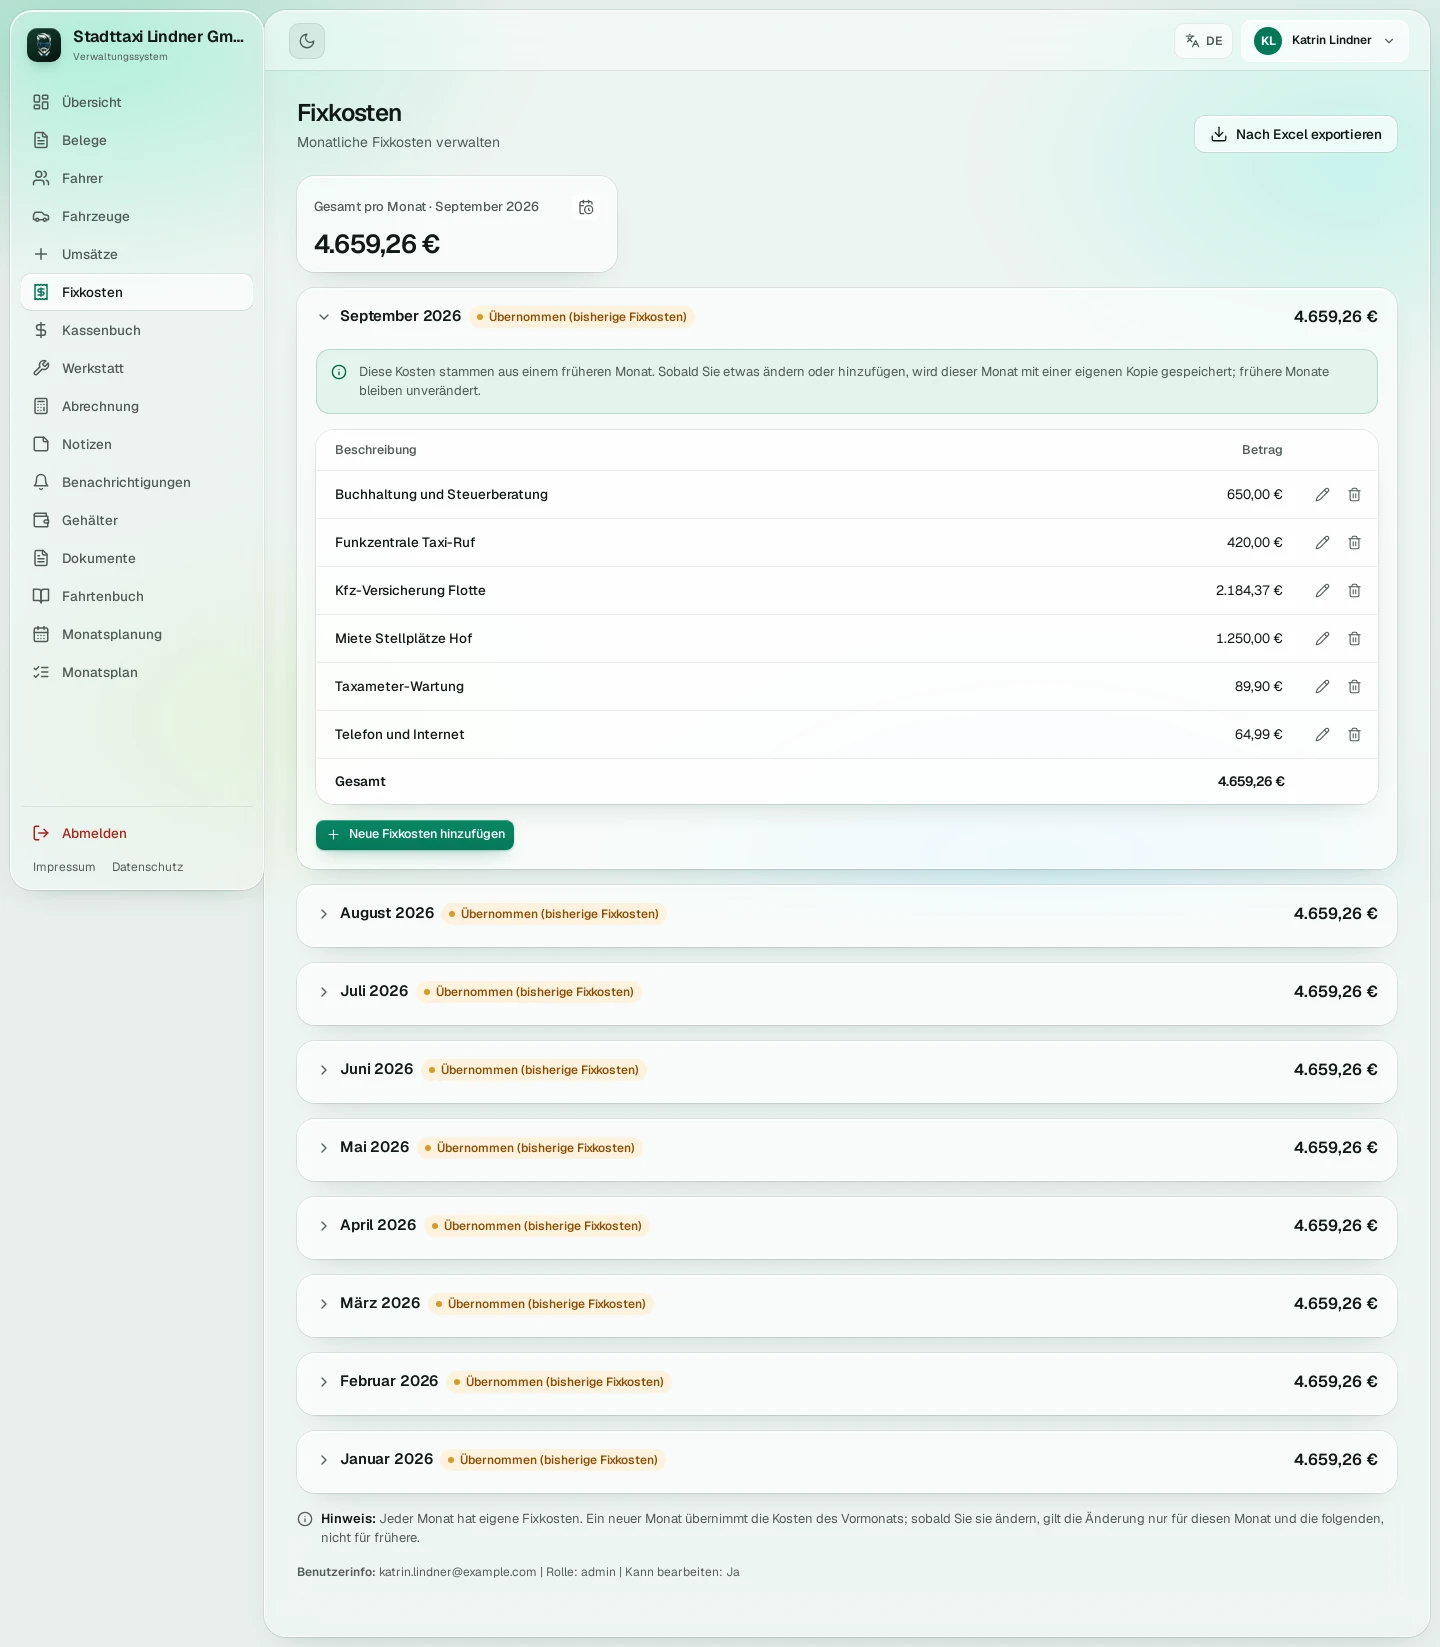 Stadttaxi Lindner Gm...
Verwaltungssystem
Übersicht
Belege
Fahrer
Fahrzeuge
Umsätze
Fixkosten
Kassenbuch
Werkstatt
Abrechnung
Notizen
Benachrichtigungen
Gehälter
Dokumente
Fahrtenbuch
Monatsplanung
Monatsplan
Abmelden
Impressum Datenschutz
DE
KL Katrin Lindner
Fixkosten
Monatliche Fixkosten verwalten
Nach Excel exportieren
Gesamt pro Monat · September 2026
4.659,26 €
September 2026 Übernommen (bisherige Fixkosten) 4.659,26 €
Diese Kosten stammen aus einem früheren Monat. Sobald Sie etwas ändern oder hinzufügen, wird dieser Monat mit einer eigenen Kopie gespeichert; frühere Monate
bleiben unverändert.
Beschreibung Betrag
Buchhaltung und Steuerberatung 650,00 €
Funkzentrale Taxi-Ruf 420,00 €
Kfz-Versicherung Flotte 2.184,37 €
Miete Stellplätze Hof 1.250,00 €
Taxameter-Wartung 89,90 €
Telefon und Internet 64,99 €
Gesamt 4.659,26 €
Neue Fixkosten hinzufügen
August 2026 Übernommen (bisherige Fixkosten) 4.659,26 €
Juli 2026 Übernommen (bisherige Fixkosten) 4.659,26 €
Juni 2026 Übernommen (bisherige Fixkosten) 4.659,26 €
Mai 2026 Übernommen (bisherige Fixkosten) 4.659,26 €
April 2026 Übernommen (bisherige Fixkosten) 4.659,26 €
März 2026 Übernommen (bisherige Fixkosten) 4.659,26 €
Februar 2026 Übernommen (bisherige Fixkosten) 4.659,26 €
Januar 2026 Übernommen (bisherige Fixkosten) 4.659,26 €
Hinweis: Jeder Monat hat eigene Fixkosten. Ein neuer Monat übernimmt die Kosten des Vormonats; sobald Sie sie ändern, gilt die Änderung nur für diesen Monat und die folgenden,
nicht für frühere.
Benutzerinfo: katrin.lindner@example.com | Rolle: admin | Kann bearbeiten: Ja